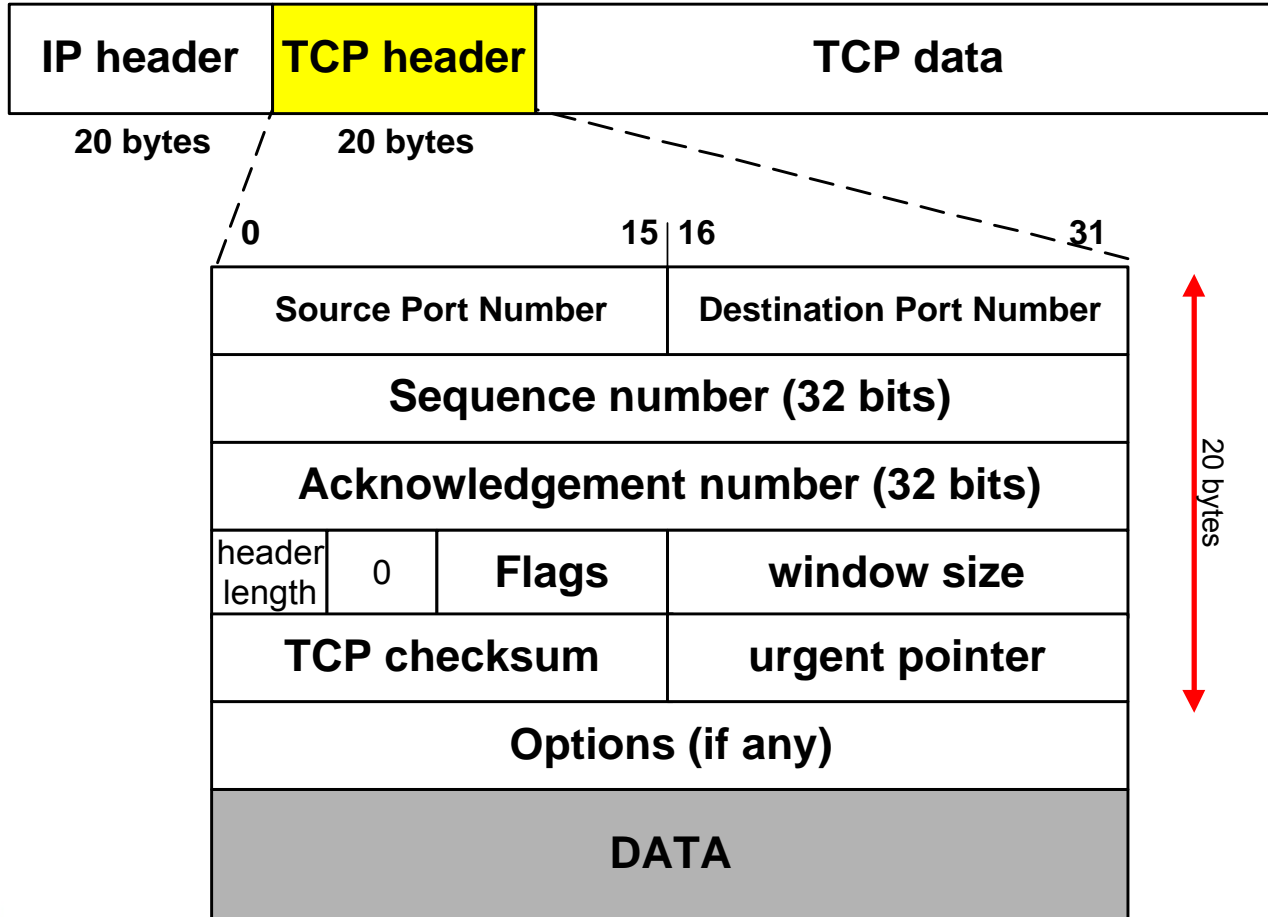 IP header TCP header TCP data
20 bytes 20 bytes
0 15 16 31
Source Port Number Destination Port Number
Sequence number (32 bits)
20 bytes
Acknowledgement number (32 bits)
header length 0 Flags window size
TCP checksum urgent pointer
Options (if any)
DATA